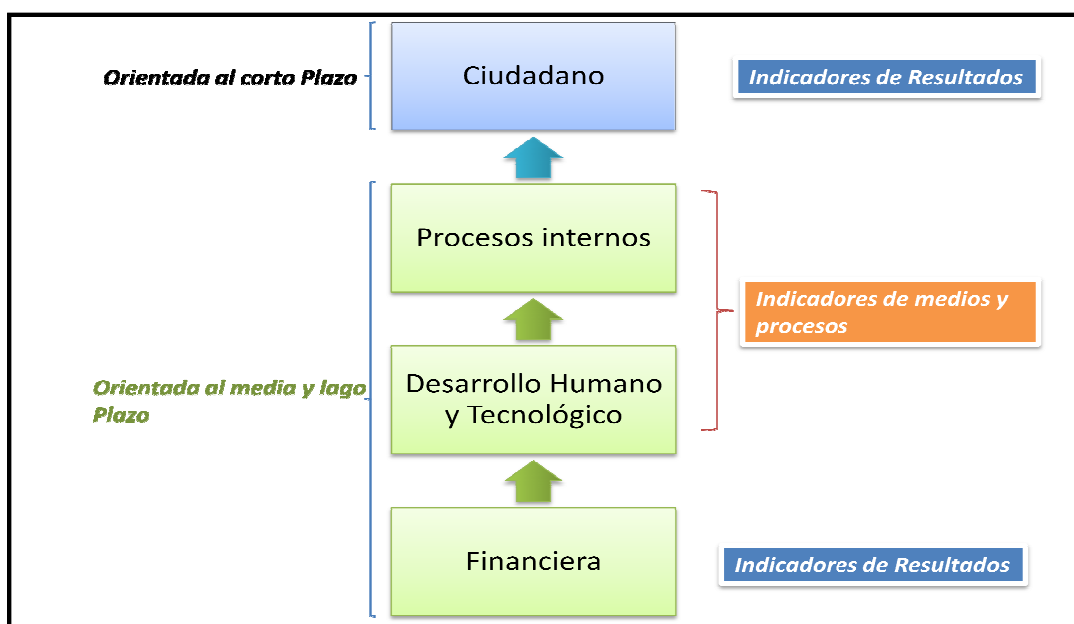 Orientada al corto Plazo
Ciudadano
Indicadores de Resultados
Procesos internos
Indicadores de medios y
procesos
Orientada al media y lago
Plazo
Desarrollo Humano
y Tecnológico
Financiera
Indicadores de Resultados